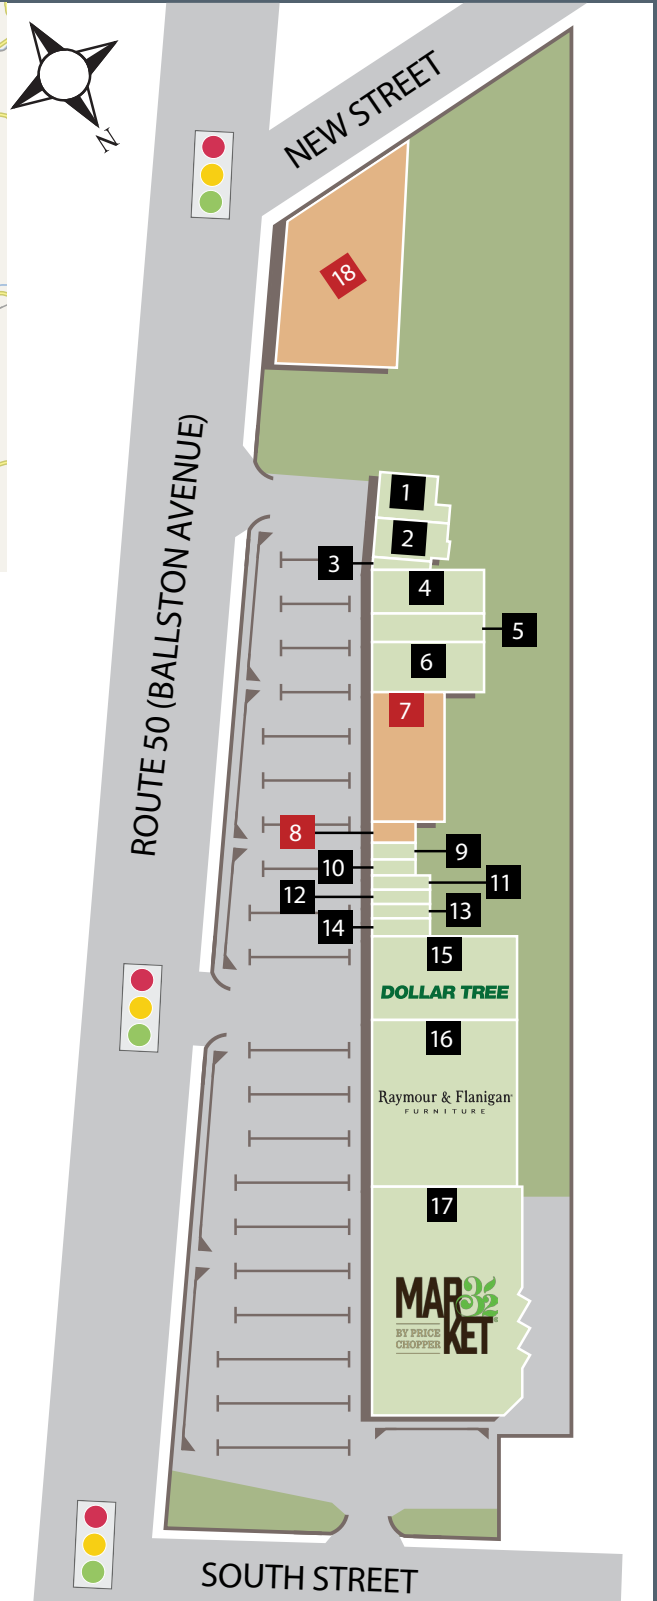 N
NEW STREET
18
ROUTE 50 (BALLSTON AVENUE)
1
2
3
4
5
6
7
8
9
10
11
12
13
14
15
DOLLAR TREE
16
Raymour & Flanigan
FURNITURE
17
MAR 32
KET
BY PRICE
CHOPPER
SOUTH STREET